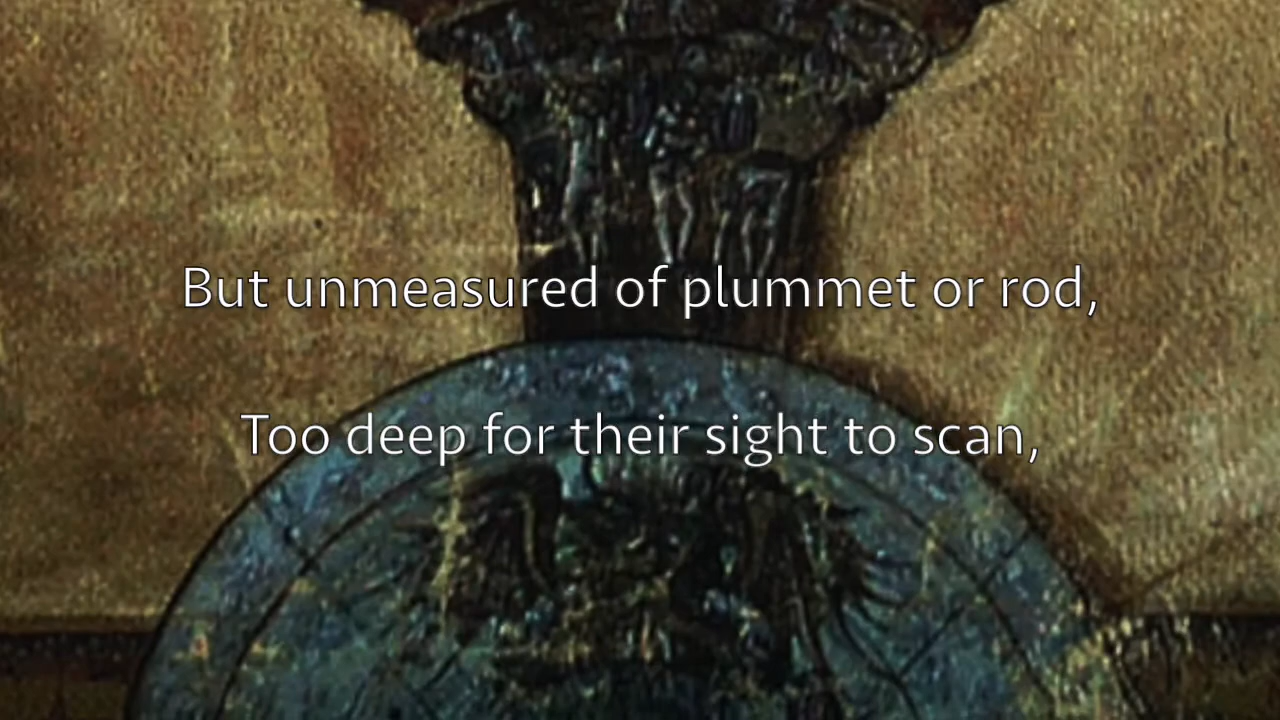 But unmeasured of plummet or rod,
Too deep for their sight to scan,